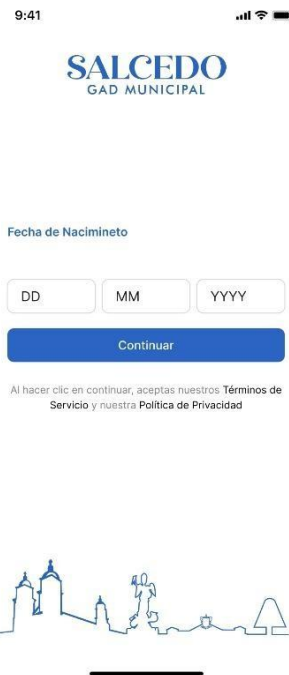 9:41
SALCEDO
GAD MUNICIPAL
Fecha de Nacimineto
DD MM YYYY
Continuar
Al hacer clic en continuar, aceptas nuestros Términos de
Servicio y nuestra Política de Privacidad